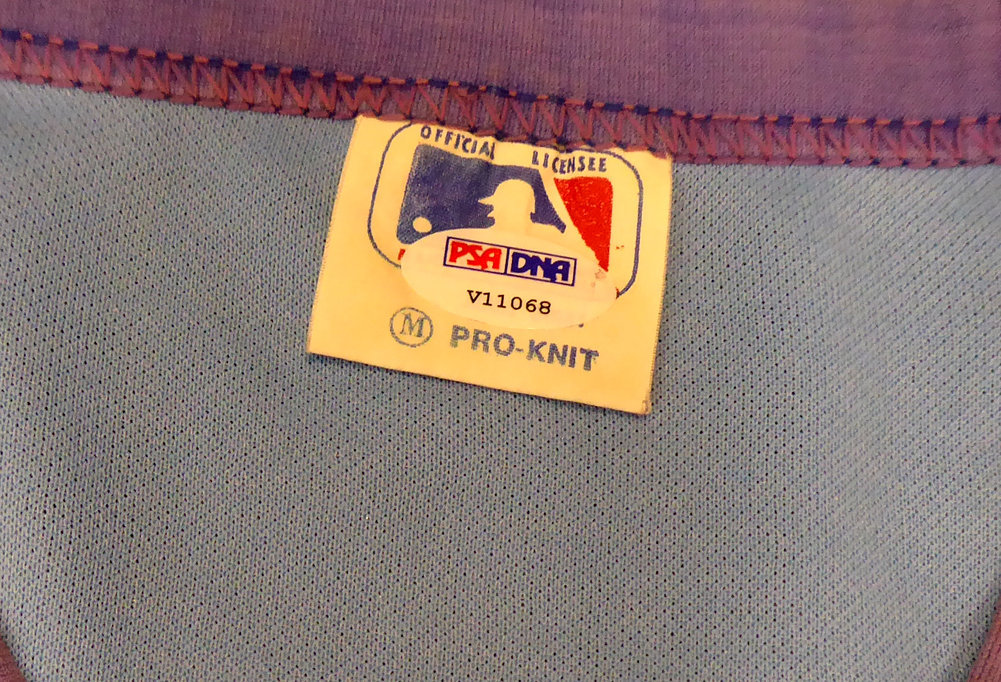 OFFICIAL LICENSEE
PSA DNA
V11068
M PRO-KNIT